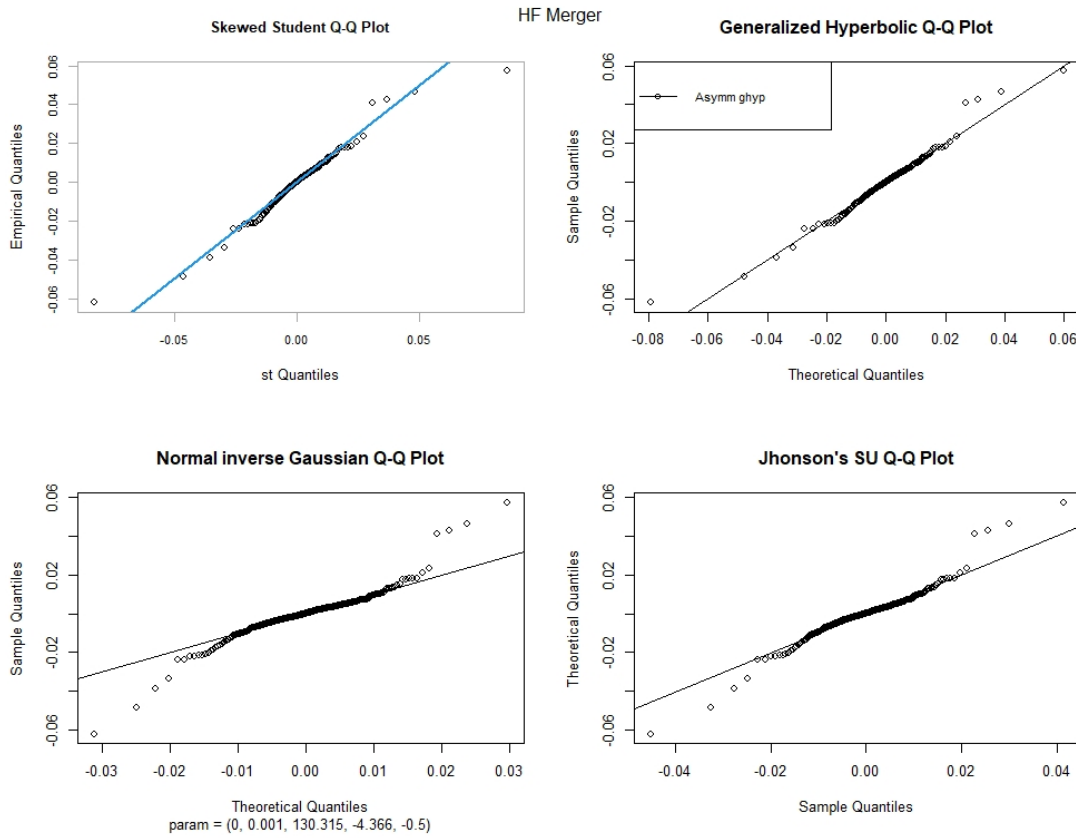 HF Merger
Skewed Student Q-Q Plot
Empirical Quantiles
0.06
0.04
0.02
0.00
-0.02
-0.04
-0.06
-0.05
0.00
0.05
st Quantiles
Generalized Hyperbolic Q-Q Plot
Asymm ghyp
Sample Quantiles
0.06
0.02
-0.02
-0.06
-0.08
-0.06
-0.04
-0.02
0.00
0.02
0.04
0.06
Theoretical Quantiles
Normal inverse Gaussian Q-Q Plot
Sample Quantiles
0.06
0.02
-0.02
-0.06
-0.03
-0.02
-0.01
0.00
0.01
0.02
0.03
Theoretical Quantiles
param = (0, 0.001, 130.315, -4.366, -0.5)
Jhonson's SU Q-Q Plot
Theoretical Quantiles
0.06
0.02
-0.02
-0.06
-0.04
-0.02
0.00
0.02
0.04
Sample Quantiles